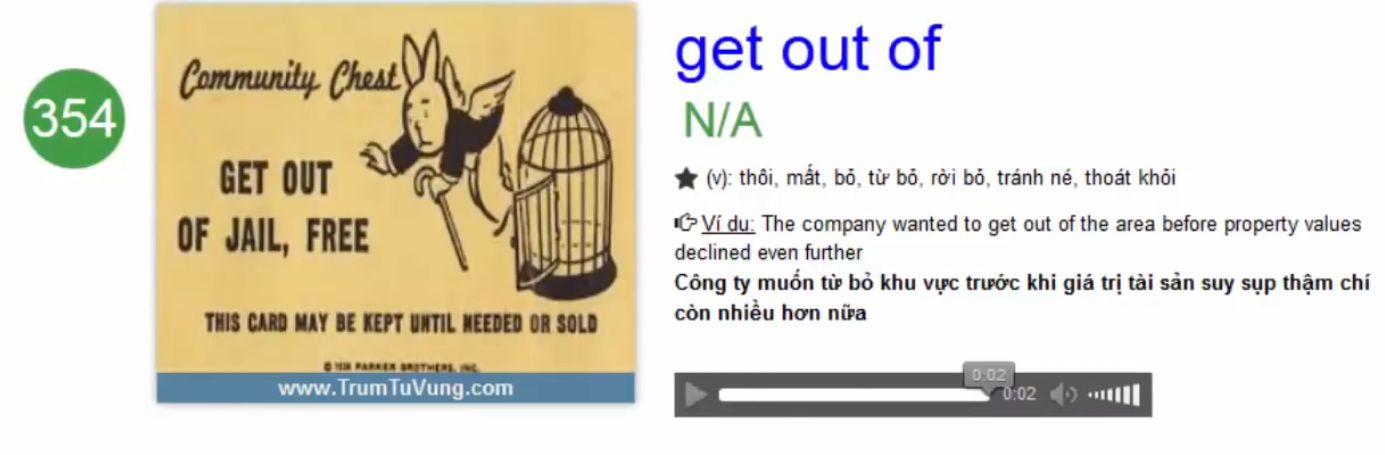 354
Community Chest
GET OUT
OF JAIL, FREE
THIS CARD MAY BE KEPT UNTIL NEEDED OR SOLD
© 1936 PARKER BROTHERS, INC.
www.TrumTuVung.com
get out of
N/A
(v): thôi, mất, bỏ, từ bỏ, rời bỏ, tránh né, thoát khỏi
Ví dụ: The company wanted to get out of the area before property values
declined even further
Công ty muốn từ bỏ khu vực trước khi giá trị tài sản suy sụp thậm chí
còn nhiều hơn nữa
0:02
0:02